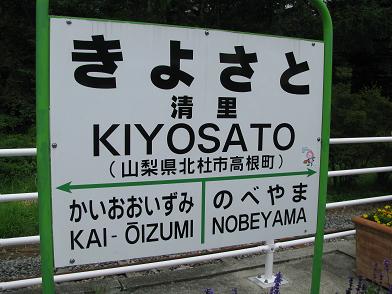 きよさと
清里
KIYOSATO
(山梨県北杜市高根町)
かいおおいずみ
KAI-ŌIZUMI
のべやま
NOBEYAMA